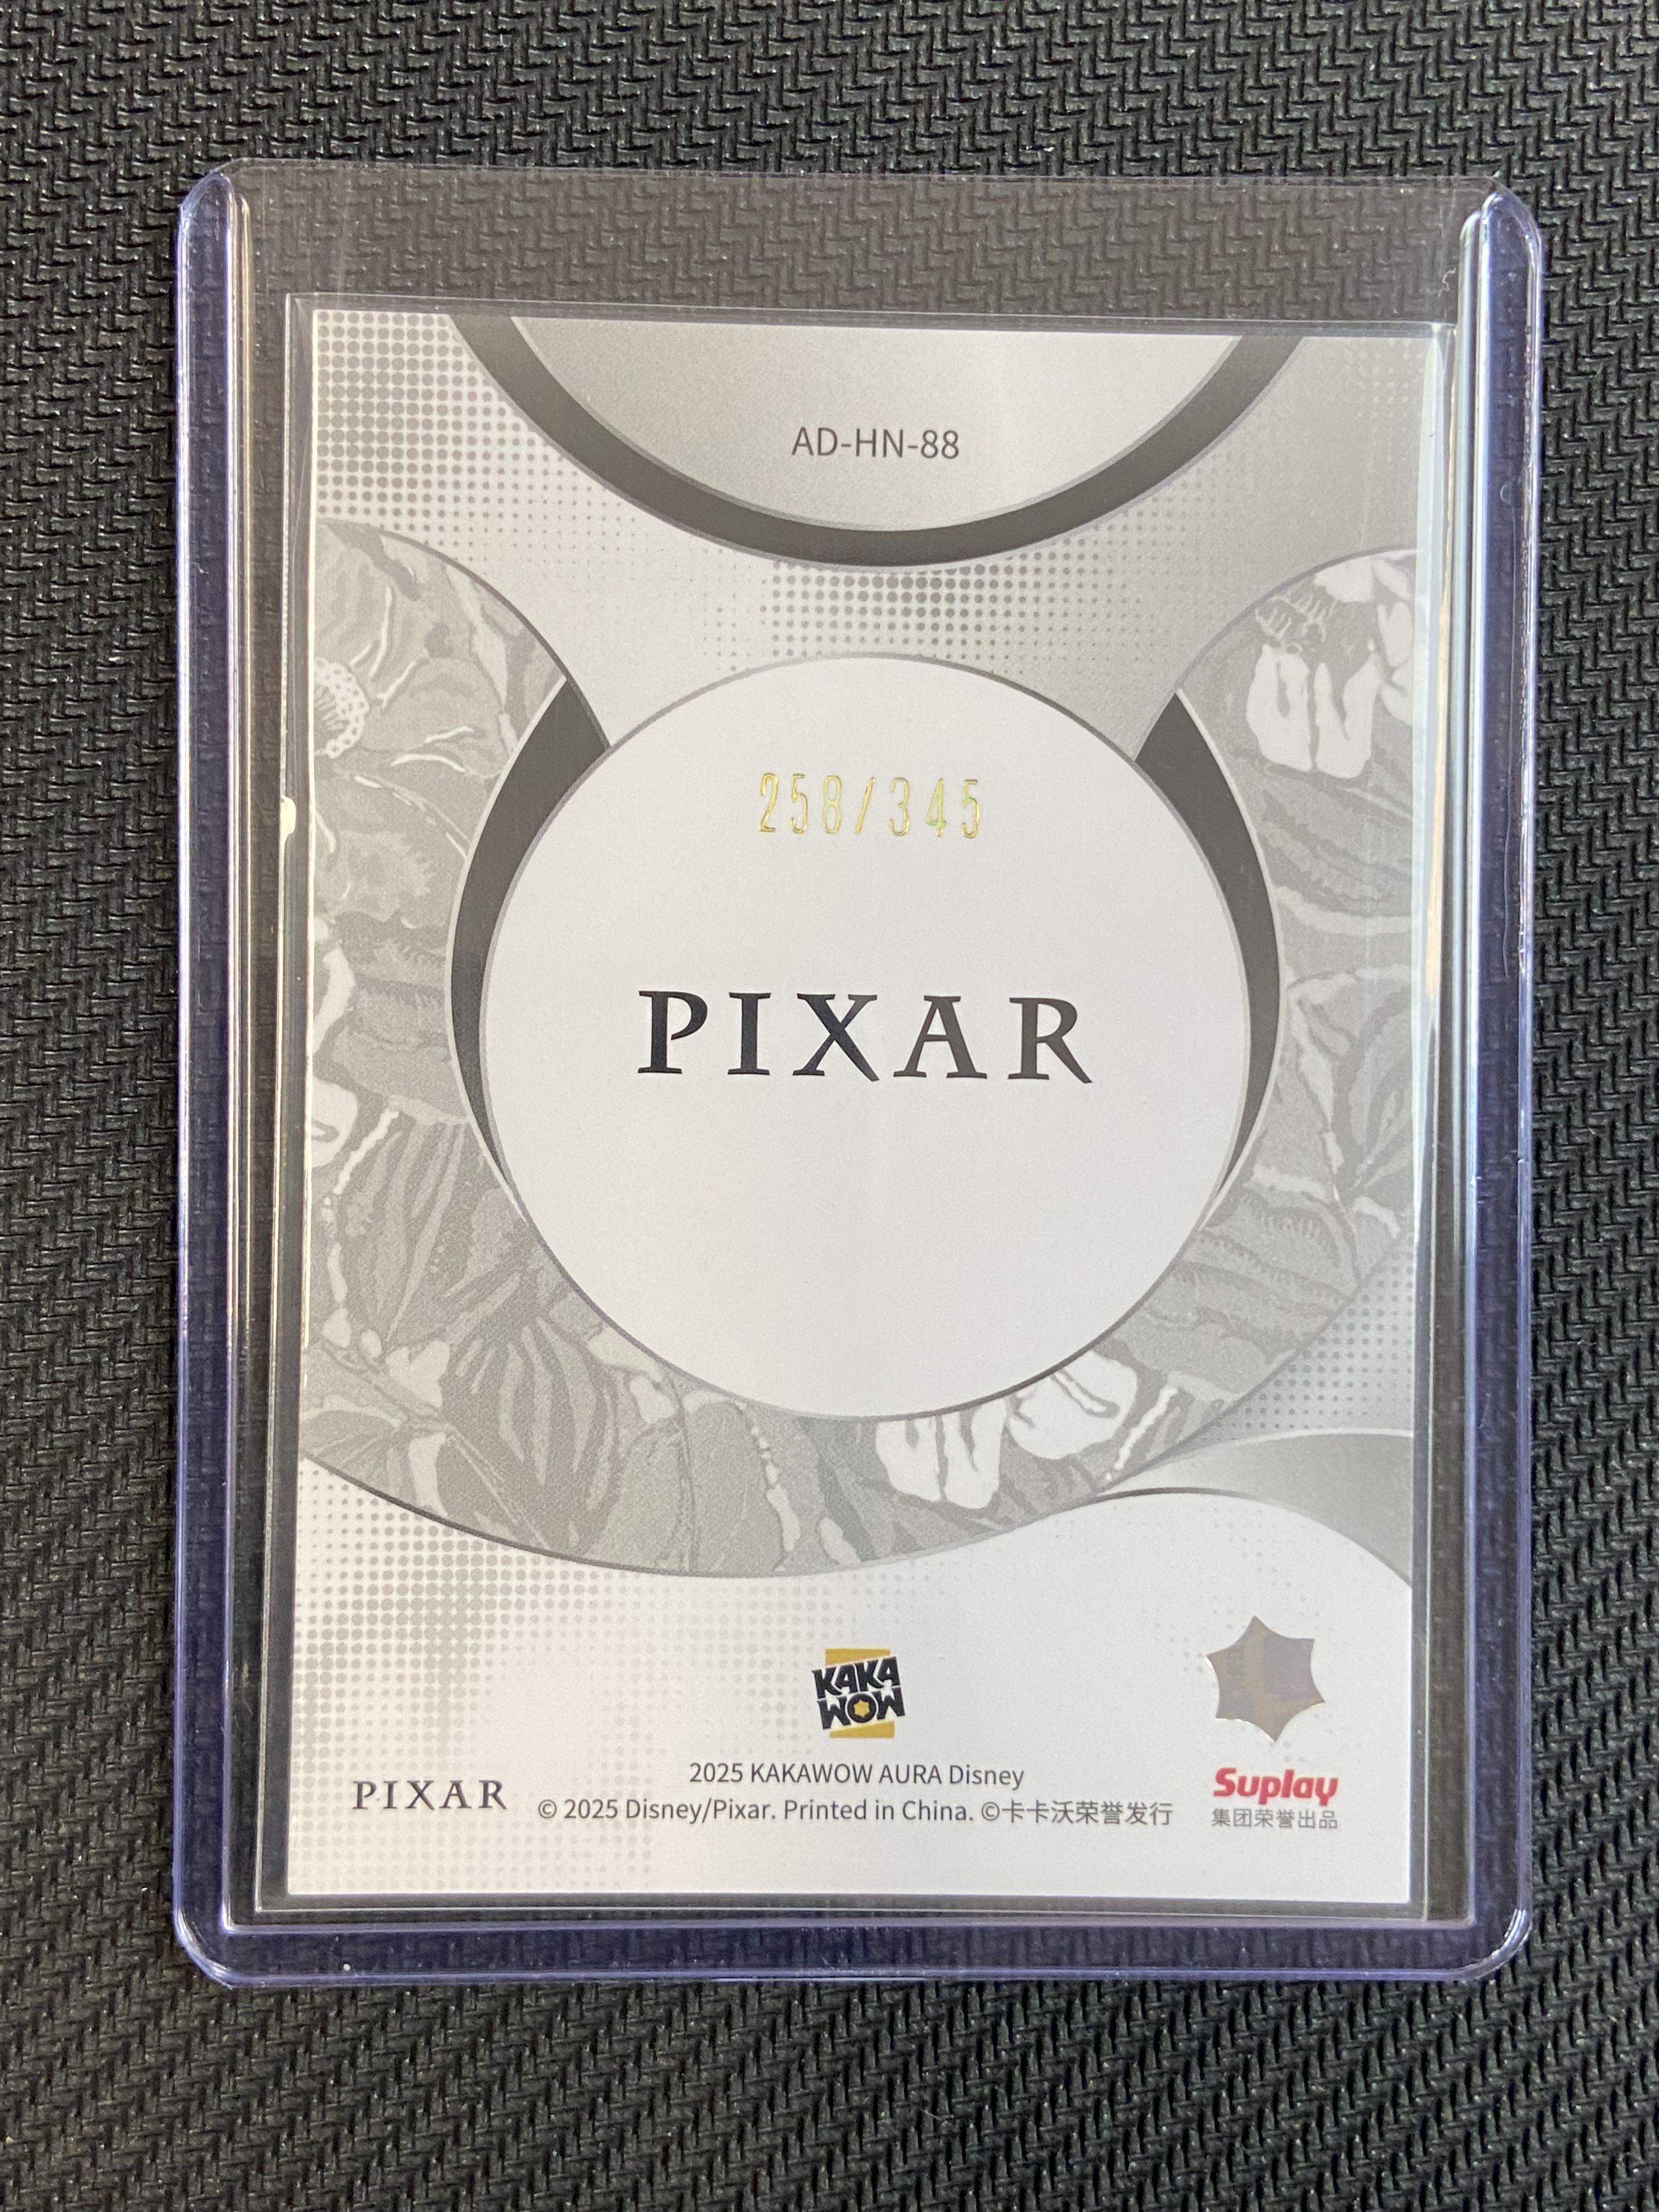 AD-HN-88
258/345
PIXAR
KAKA
WOW
2025 KAKAWOW AURA Disney
PIXAR
© 2025 Disney/Pixar. Printed in China. ©卡卡沃荣誉发行
Suplay
集团荣誉出品